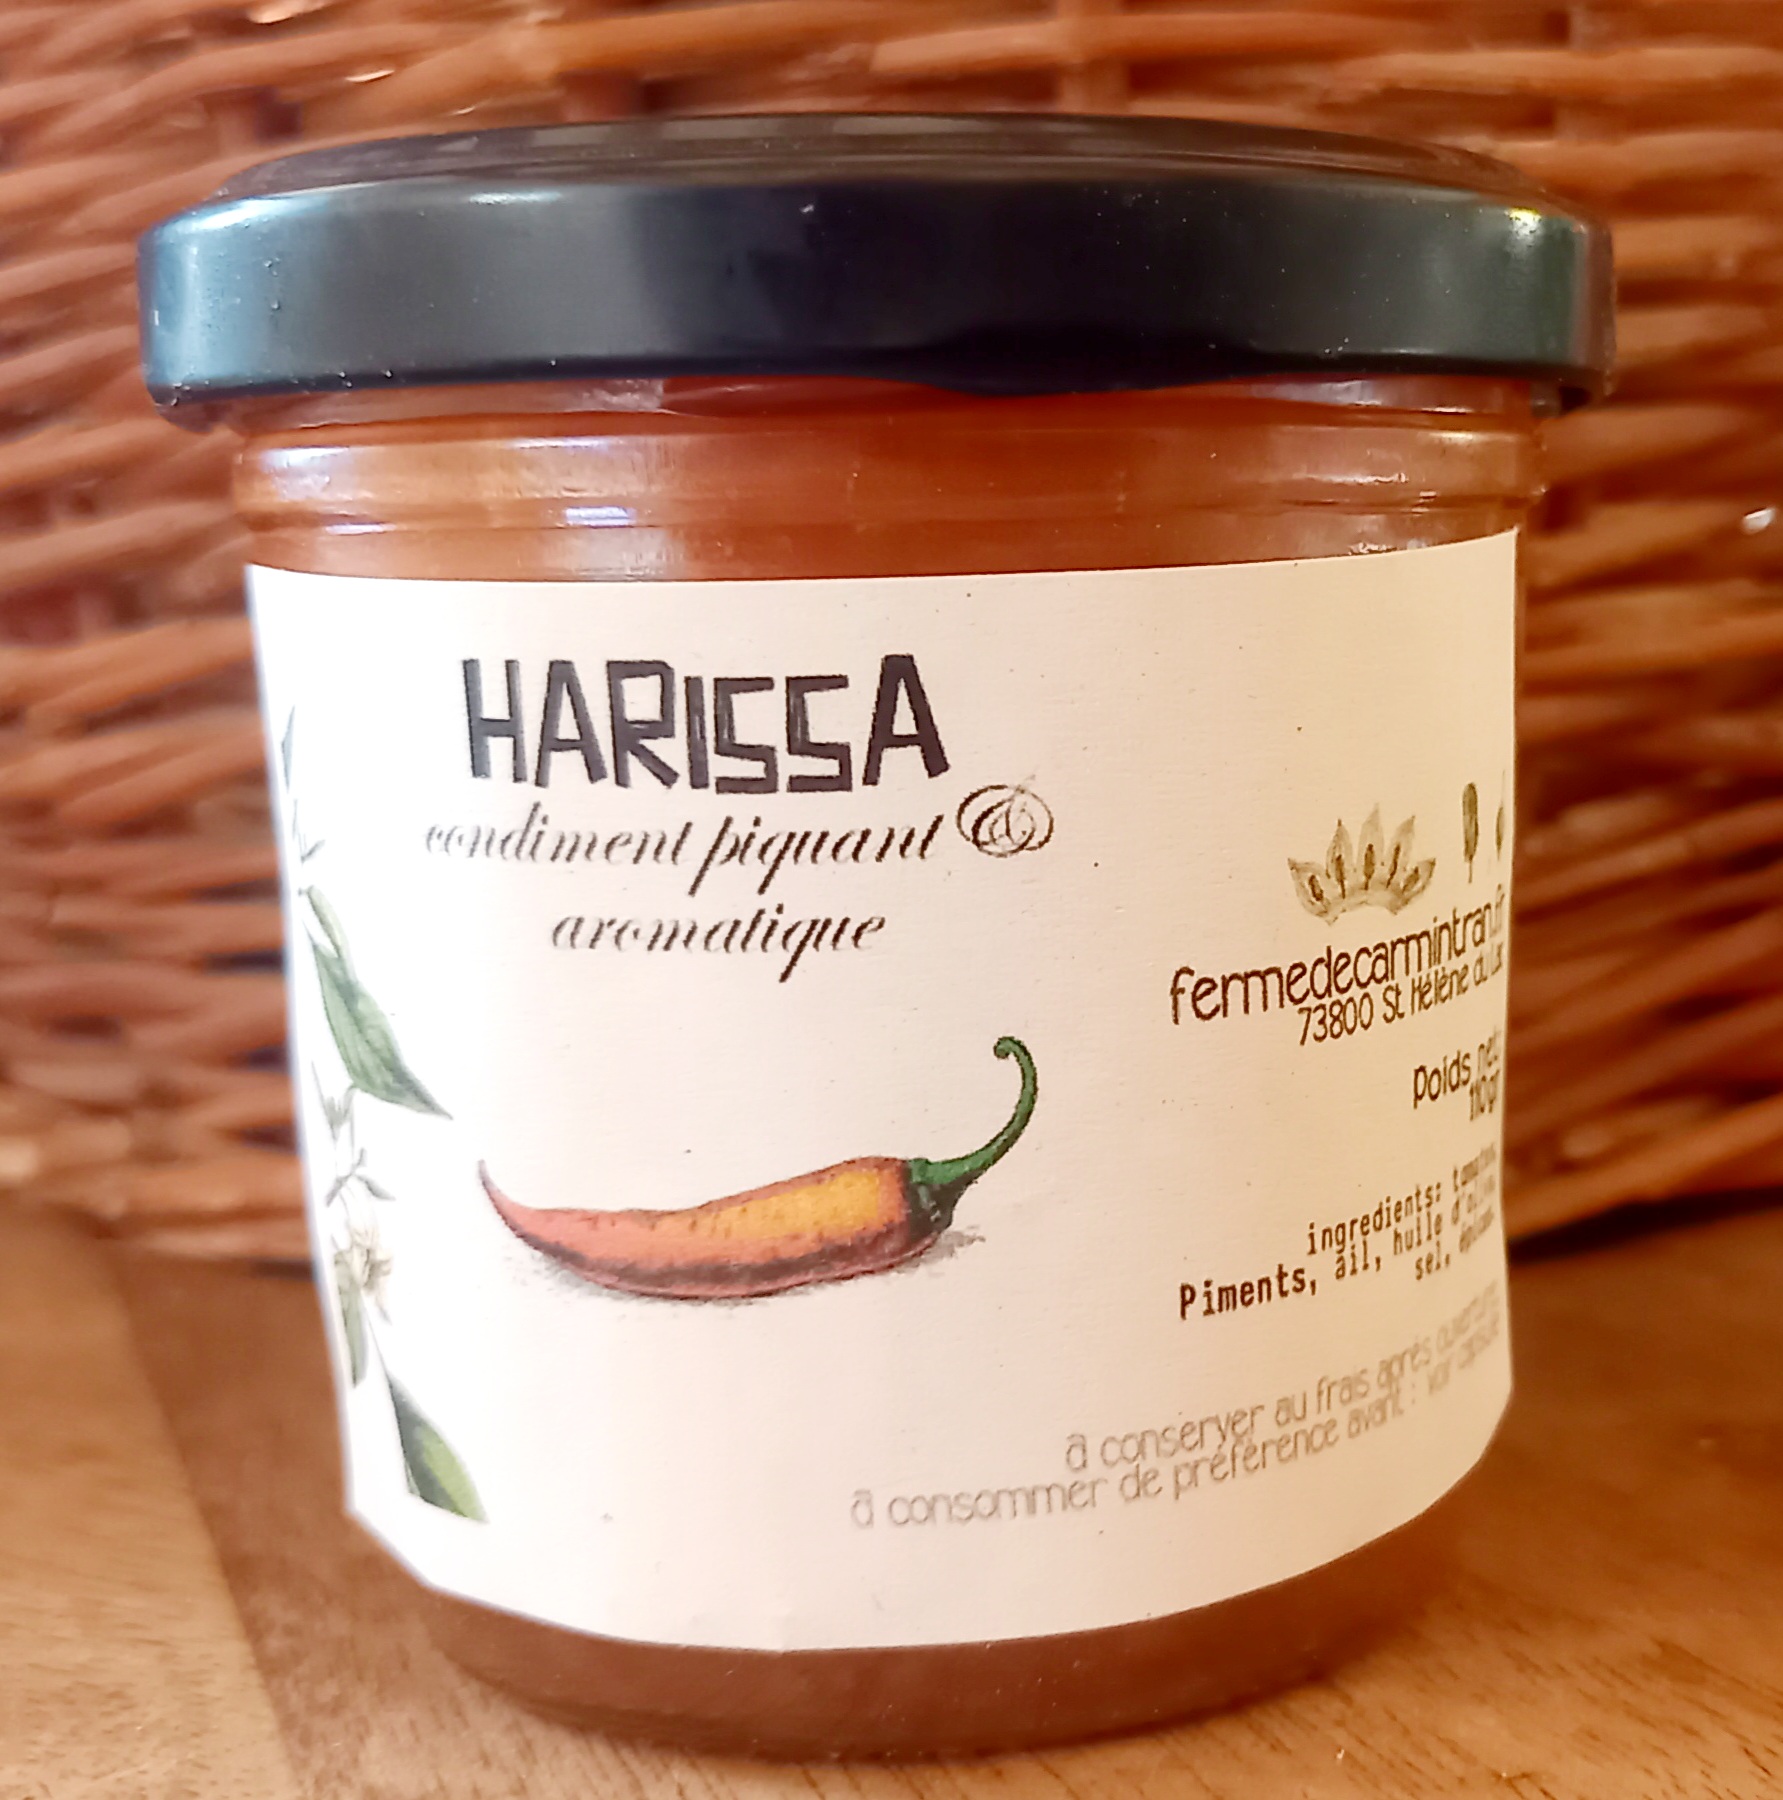 HARISSA
condiment piquant &
aromatique
fermedecarmintran.fr
73800 St Hélène du Lac
Poids net:
110gr
ingredients: tomates,
Piments, ail, huile d'olive,
sel, épices.
à conserver au frais après ouverture
à consommer de préférence avant : voir capsule